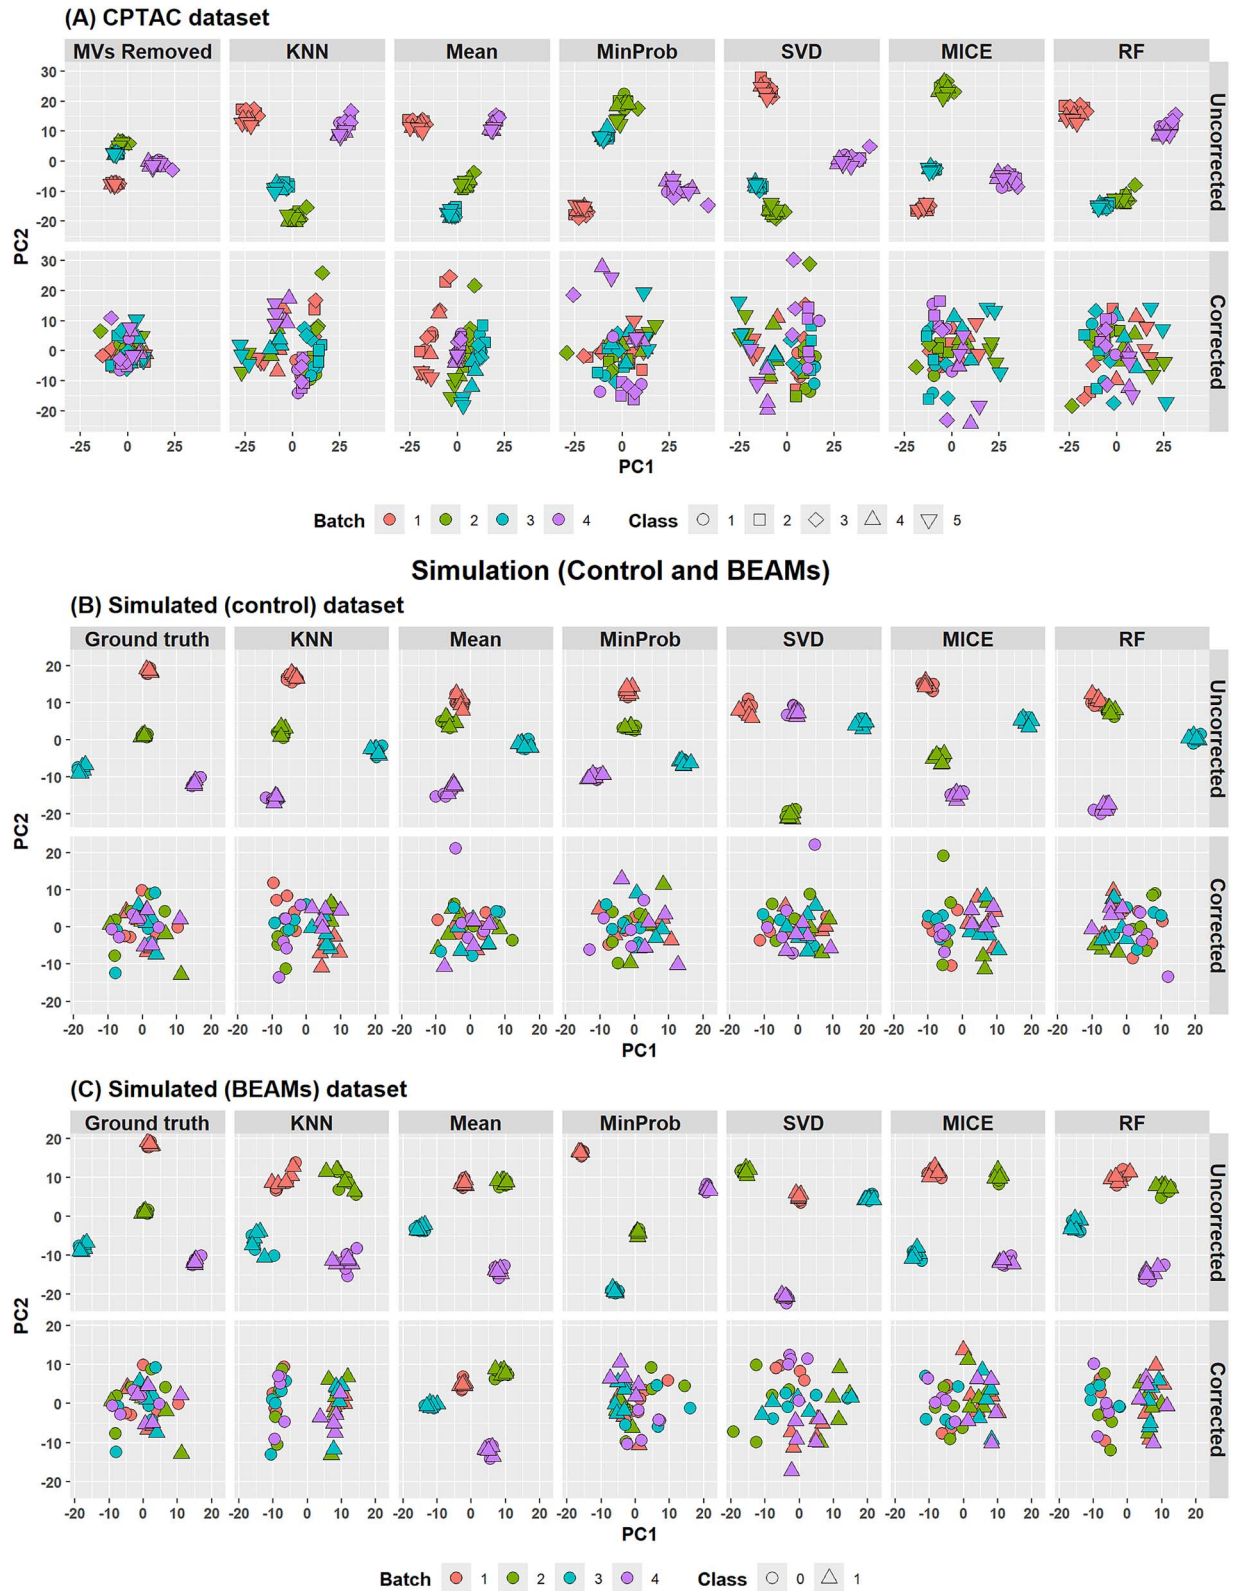 (A) CPTAC dataset
MVs Removed KNN Mean MinProb SVD MICE RF
30
20
10
0
-10
-20
Uncorrected
PC2
30
20
10
0
-10
-20
Corrected
-25 0 25 -25 0 25 -25 0 25 -25 0 25 -25 0 25 -25 0 25 -25 0 25
PC1
Batch 1 2 3 4 Class 1 2 3 4 5
Simulation (Control and BEAMs)
(B) Simulated (control) dataset
Ground truth KNN Mean MinProb SVD MICE RF
20
10
0
-10
-20
Uncorrected
PC2
20
10
0
-10
-20
Corrected
-20 -10 0 10 20 -20 -10 0 10 20 -20 -10 0 10 20 -20 -10 0 10 20 -20 -10 0 10 20 -20 -10 0 10 20 -20 -10 0 10 20
PC1
(C) Simulated (BEAMs) dataset
Ground truth KNN Mean MinProb SVD MICE RF
20
10
0
-10
-20
Uncorrected
PC2
20
10
0
-10
-20
Corrected
-20 -10 0 10 20 -20 -10 0 10 20 -20 -10 0 10 20 -20 -10 0 10 20 -20 -10 0 10 20 -20 -10 0 10 20 -20 -10 0 10 20
PC1
Batch 1 2 3 4 Class 0 1